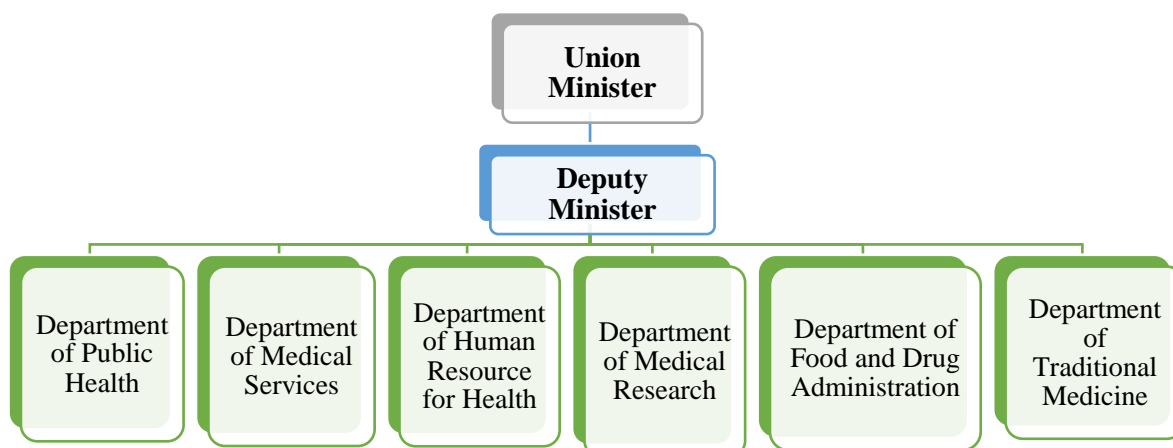 Union
Minister
Deputy
Minister
Department
of Public
Health
Department
of Medical
Services
Department
of Human
Resource
for Health
Department
of Medical
Research
Department of
Food and Drug
Administration
Department
of
Traditional
Medicine